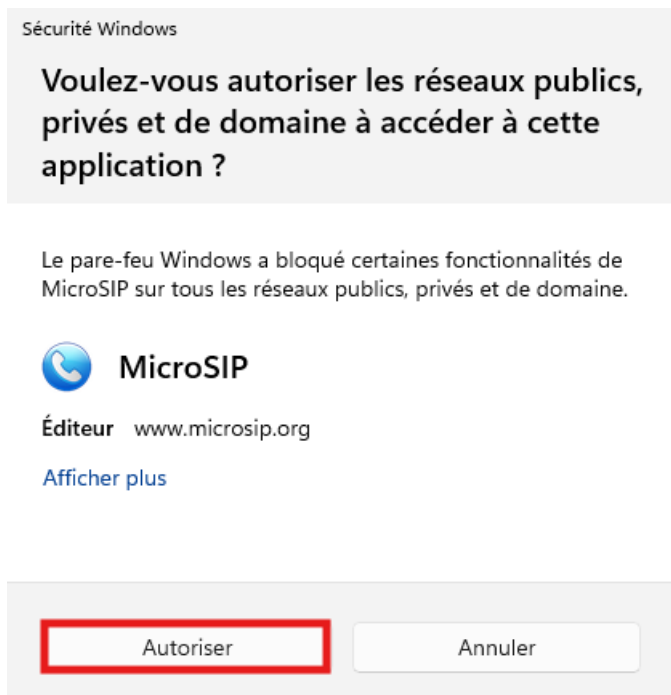 Sécurité Windows
Voulez-vous autoriser les réseaux publics,
privés et de domaine à accéder à cette
application ?
Le pare-feu Windows a bloqué certaines fonctionnalités de
MicroSIP sur tous les réseaux publics, privés et de domaine.
MicroSIP
Éditeur www.microsip.org
Afficher plus
Autoriser Annuler